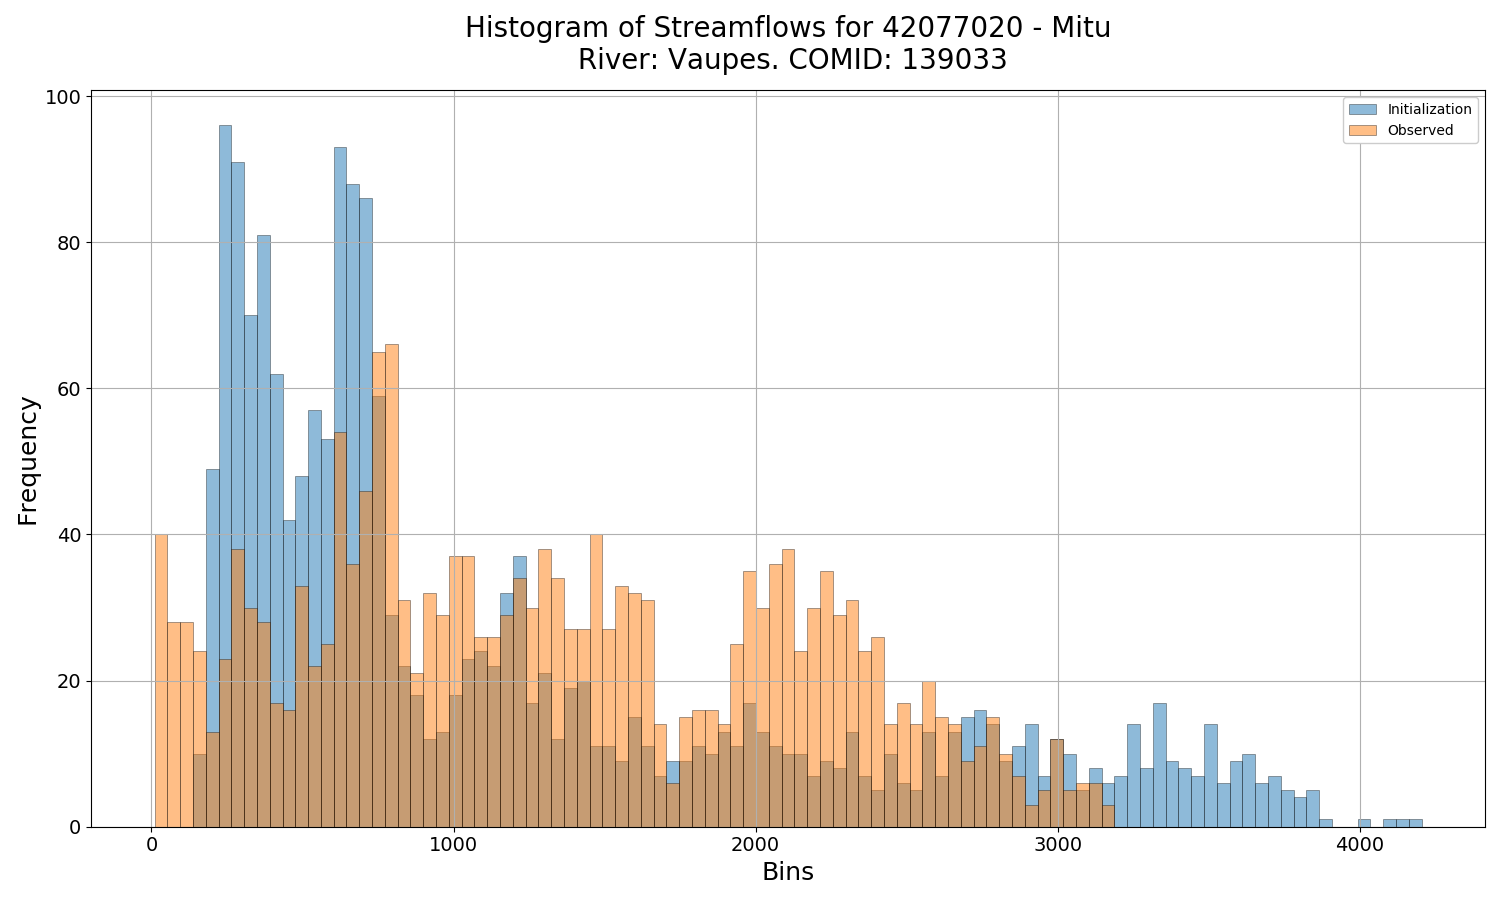 Histogram of Streamflows for 42077020 - Mitu
River: Vaupes. COMID: 139033
Initialization
Observed
100
80
60
40
20
0
Frequency
0 1000 2000 3000 4000
Bins